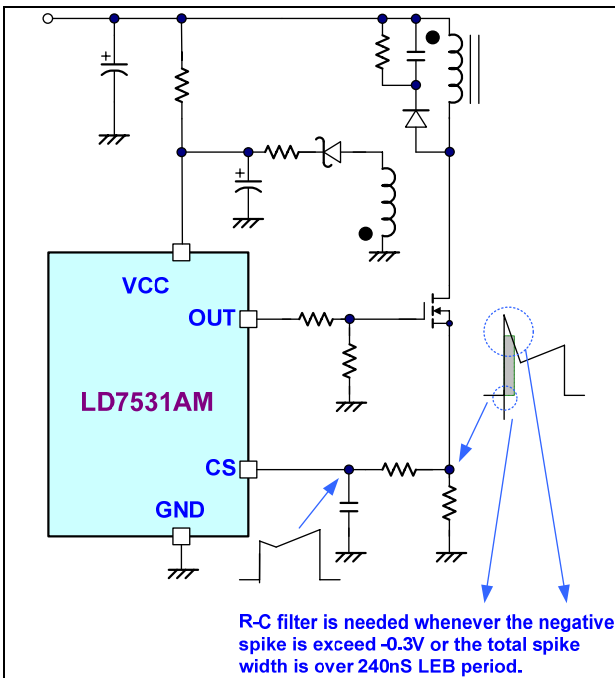 +
+
VCC
OUT
LD7531AM
CS
GND
R-C filter is needed whenever the negative
spike is exceed -0.3V or the total spike
width is over 240nS LEB period.